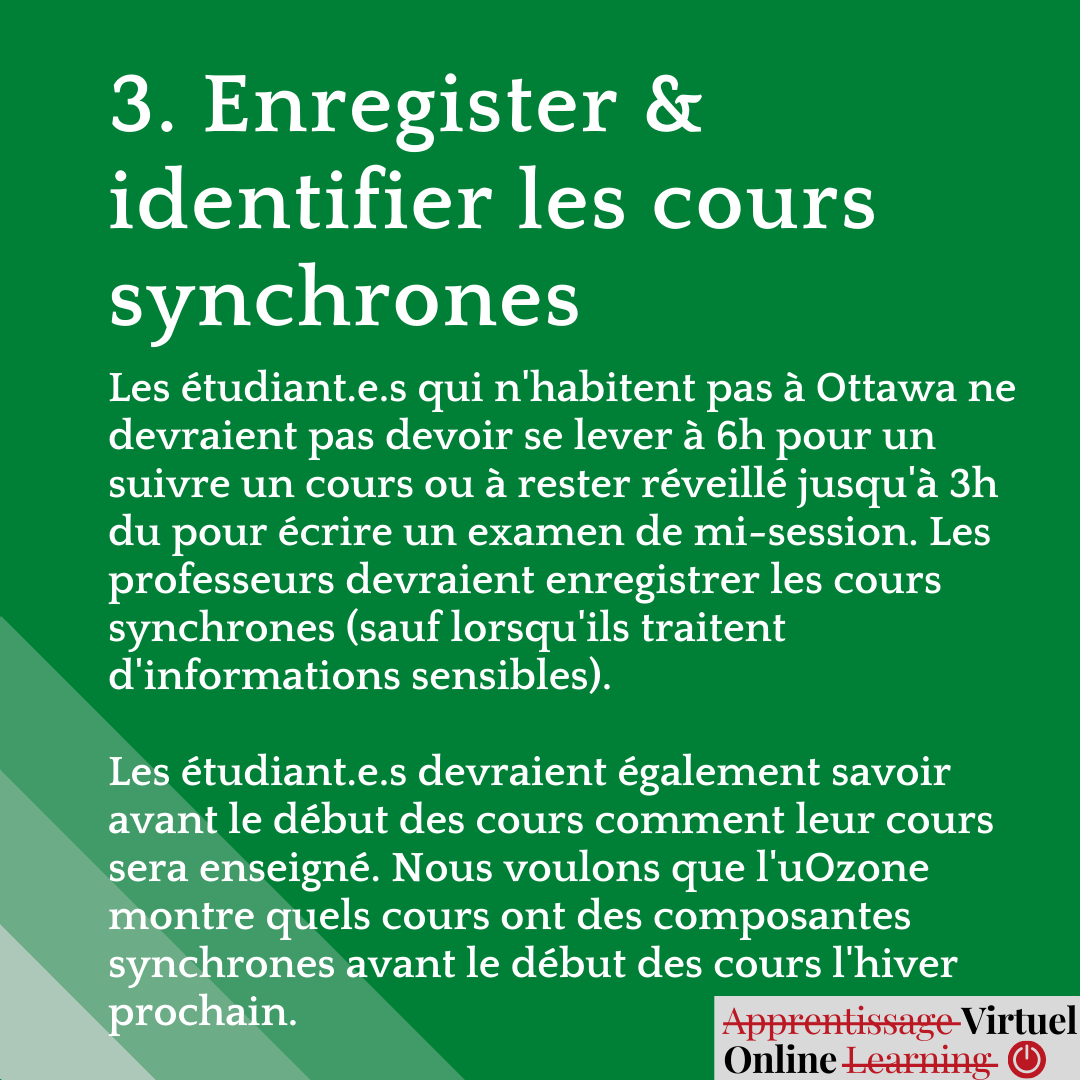 3. Enregister &
identifier les cours
synchrones
Les étudiant.e.s qui n'habitent pas à Ottawa ne
devraient pas devoir se lever à 6h pour un
suivre un cours ou à rester réveillé jusqu'à 3h
du pour écrire un examen de mi-session. Les
professeurs devraient enregistrer les cours
synchrones (sauf lorsqu'ils traitent
d'informations sensibles).
Les étudiant.e.s devraient également savoir
avant le début des cours comment leur cours
sera enseigné. Nous voulons que l'uOzone
montre quels cours ont des composantes
synchrones avant le début des cours l'hiver
prochain.
Apprentissage Virtuel
Online Learning